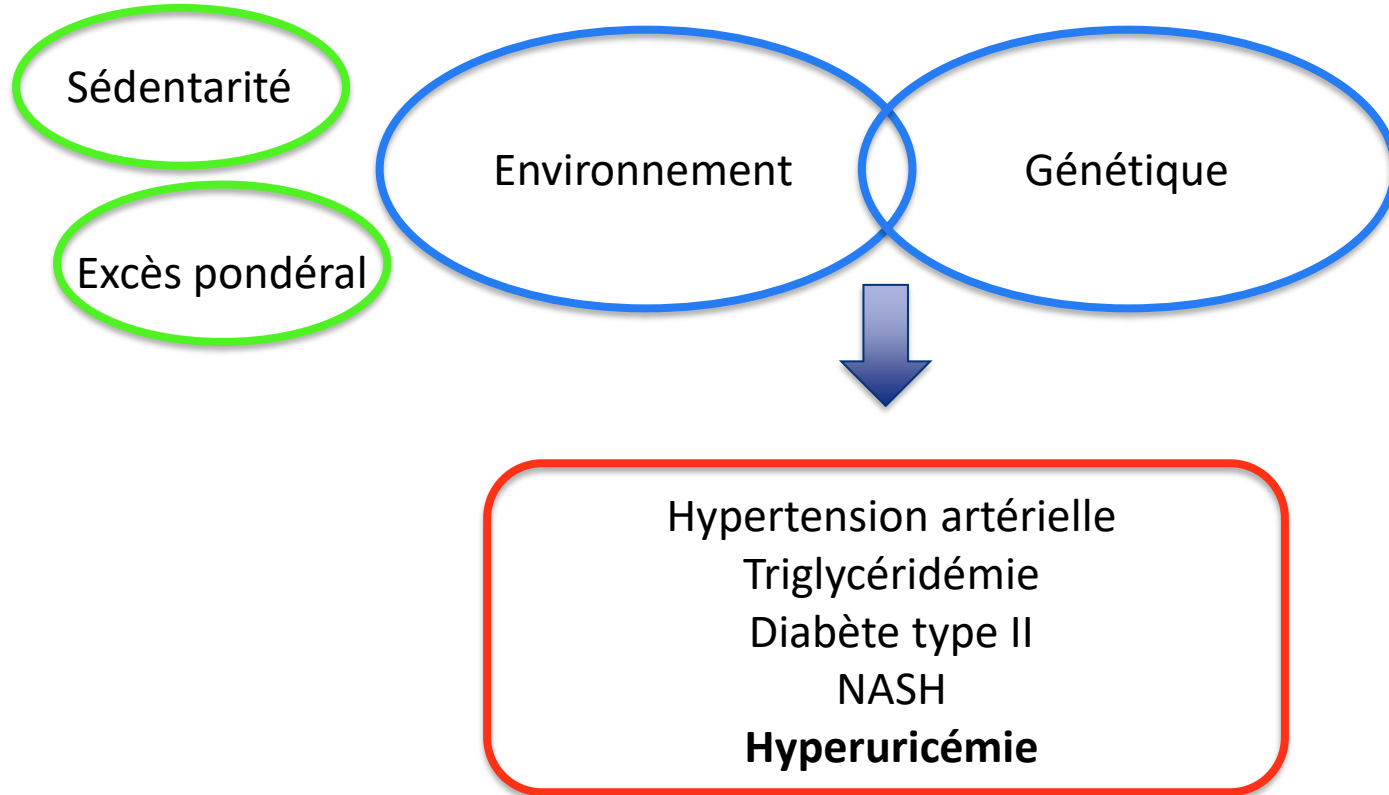 Sédentarité
Excès pondéral
Environnement
Génétique
Hypertension artérielle
Triglycéridémie
Diabète type II
NASH
Hyperuricémie